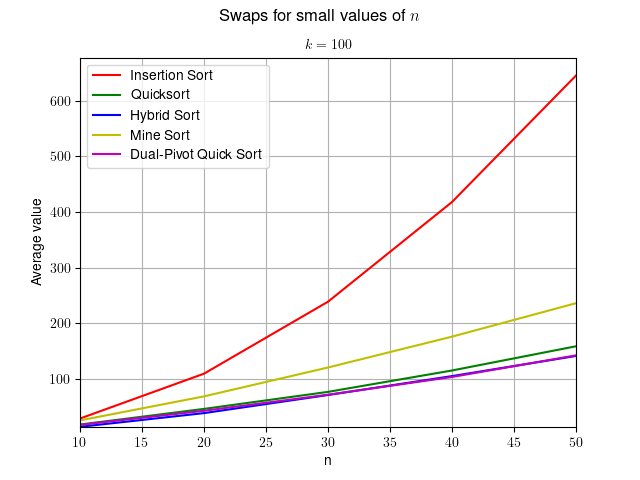 Swaps for small values of n
k = 100
Insertion Sort
Quicksort
Hybrid Sort
Mine Sort
Dual-Pivot Quick Sort
Average value
600
500
400
300
200
100
10 15 20 25 30 35 40 45 50
n